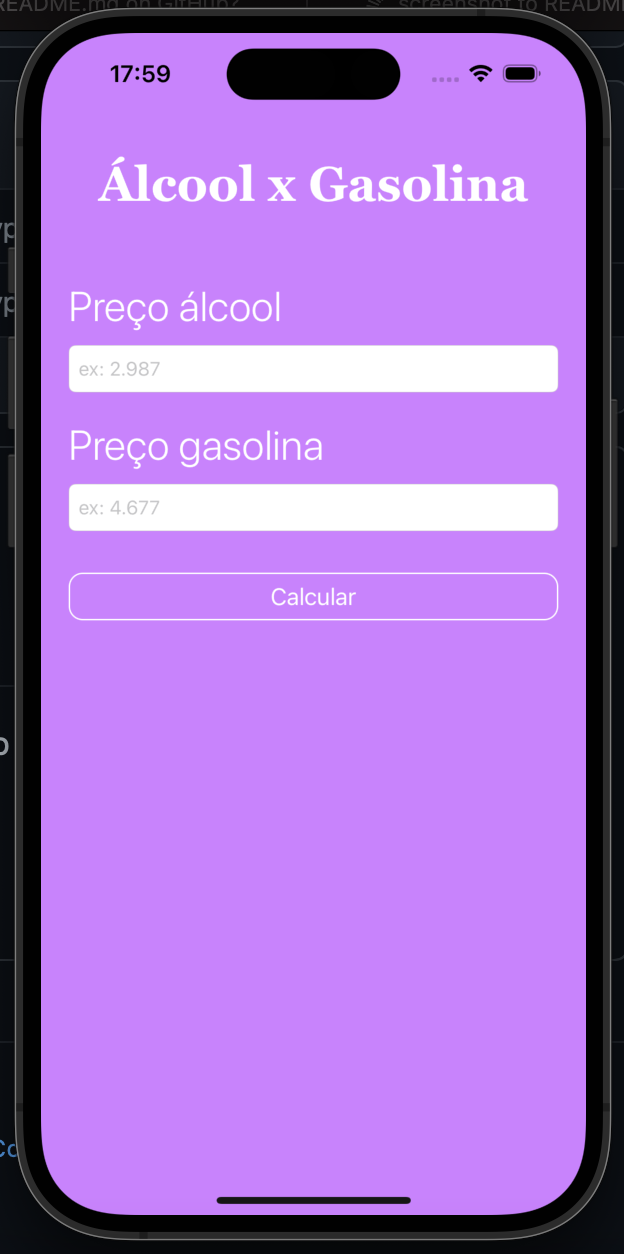 README.md on GitHub?
screenshot to README
17:59
Álcool x Gasolina
Preço álcool
ex: 2.987
Preço gasolina
ex: 4.677
Calcular